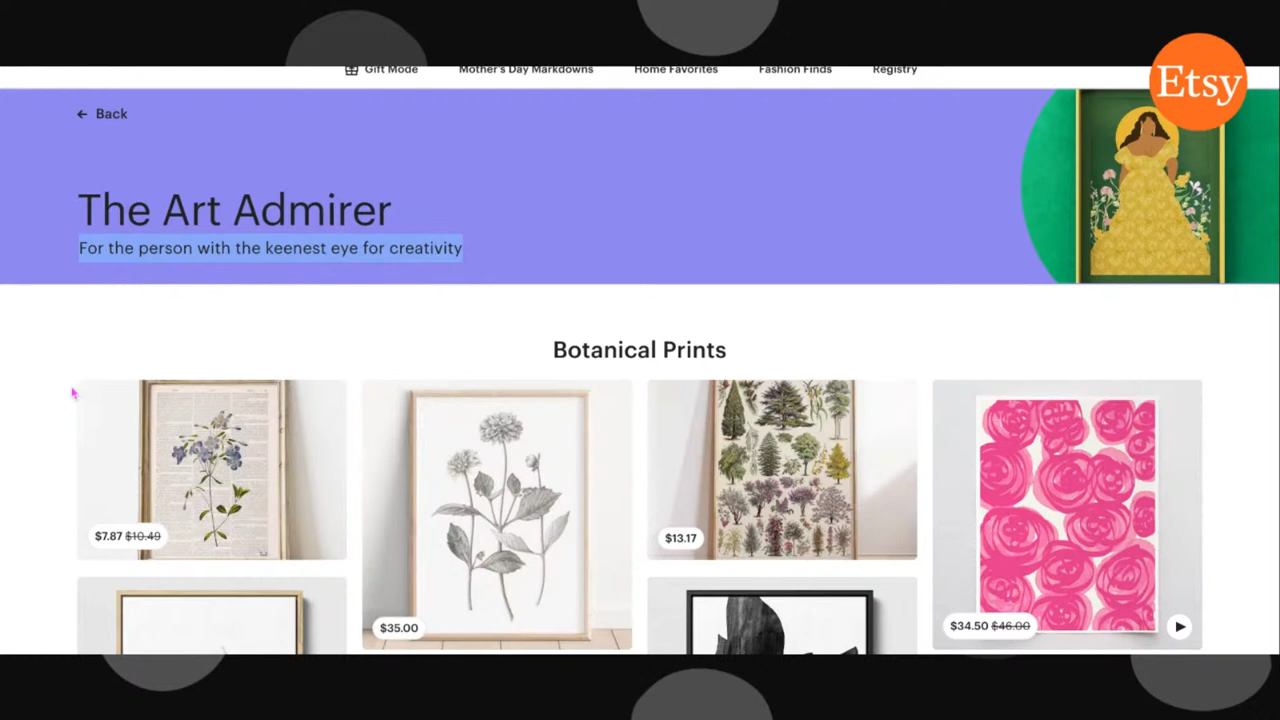 Etsy
Gift Mode
Mother's Day Markdowns
Home Favorites
Fashion Finds
Registry
← Back
The Art Admirer
For the person with the keenest eye for creativity
Botanical Prints
$7.87 $10.49
$35.00
$13.17
$34.50 $46.00